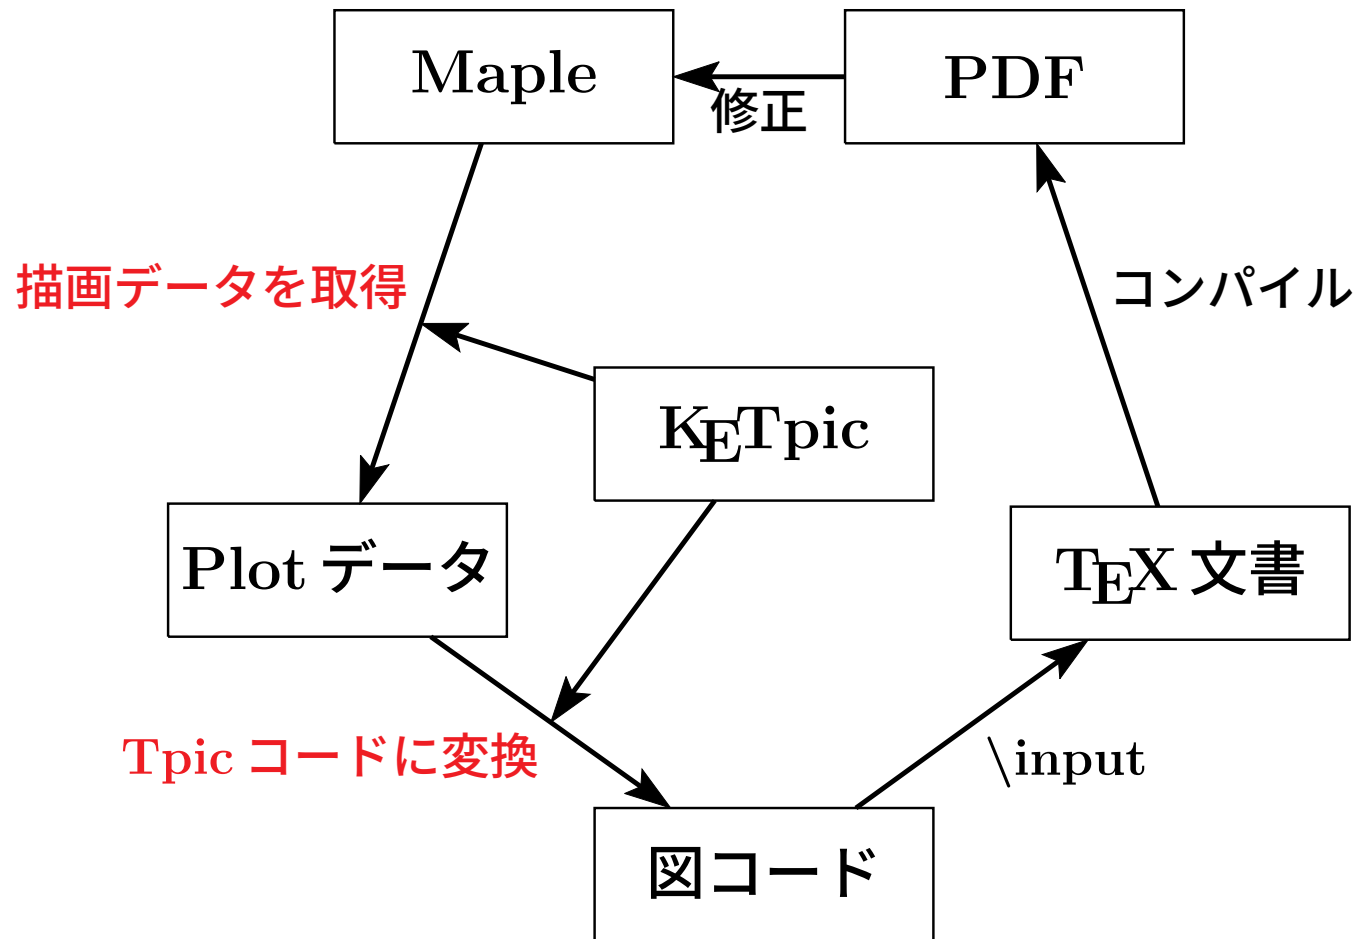 Maple
PDF
修正
描画データを取得
コンパイル
KETpic
Plot データ
TEX 文書
Tpic コードに変換
\input
図コード